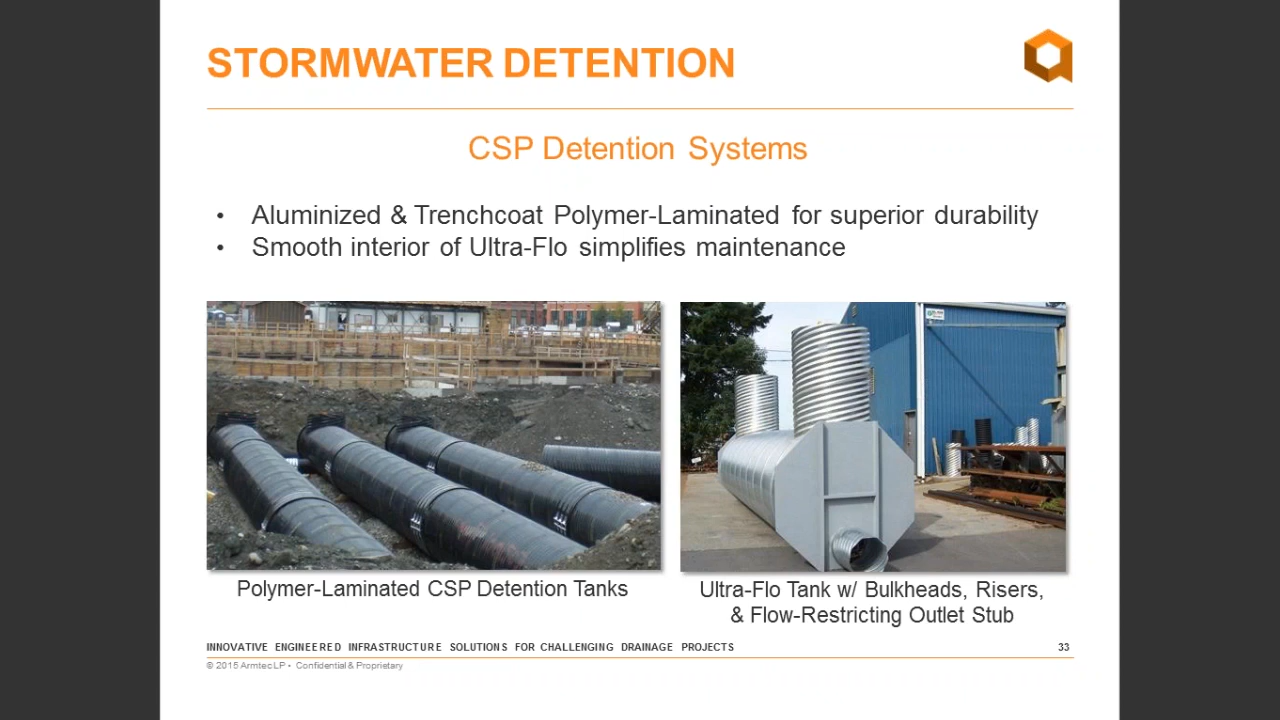 STORMWATER DETENTION
CSP Detention Systems
• Aluminized & Trenchcoat Polymer-Laminated for superior durability
• Smooth interior of Ultra-Flo simplifies maintenance
Polymer-Laminated CSP Detention Tanks
Ultra-Flo Tank w/ Bulkheads, Risers,
& Flow-Restricting Outlet Stub
INNOVATIVE ENGINEERED INFRASTRUCTURE SOLUTIONS FOR CHALLENGING DRAINAGE PROJECTS 33
© 2015 Armtec LP • Confidential & Proprietary